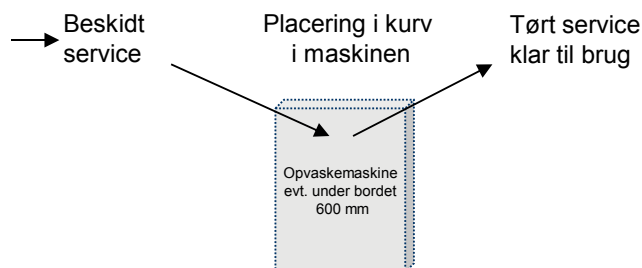 Beskidt
service
Placering i kurv
i maskinen
Tørt service
klar til brug
Opvaskemaskine
evt. under bordet
600 mm